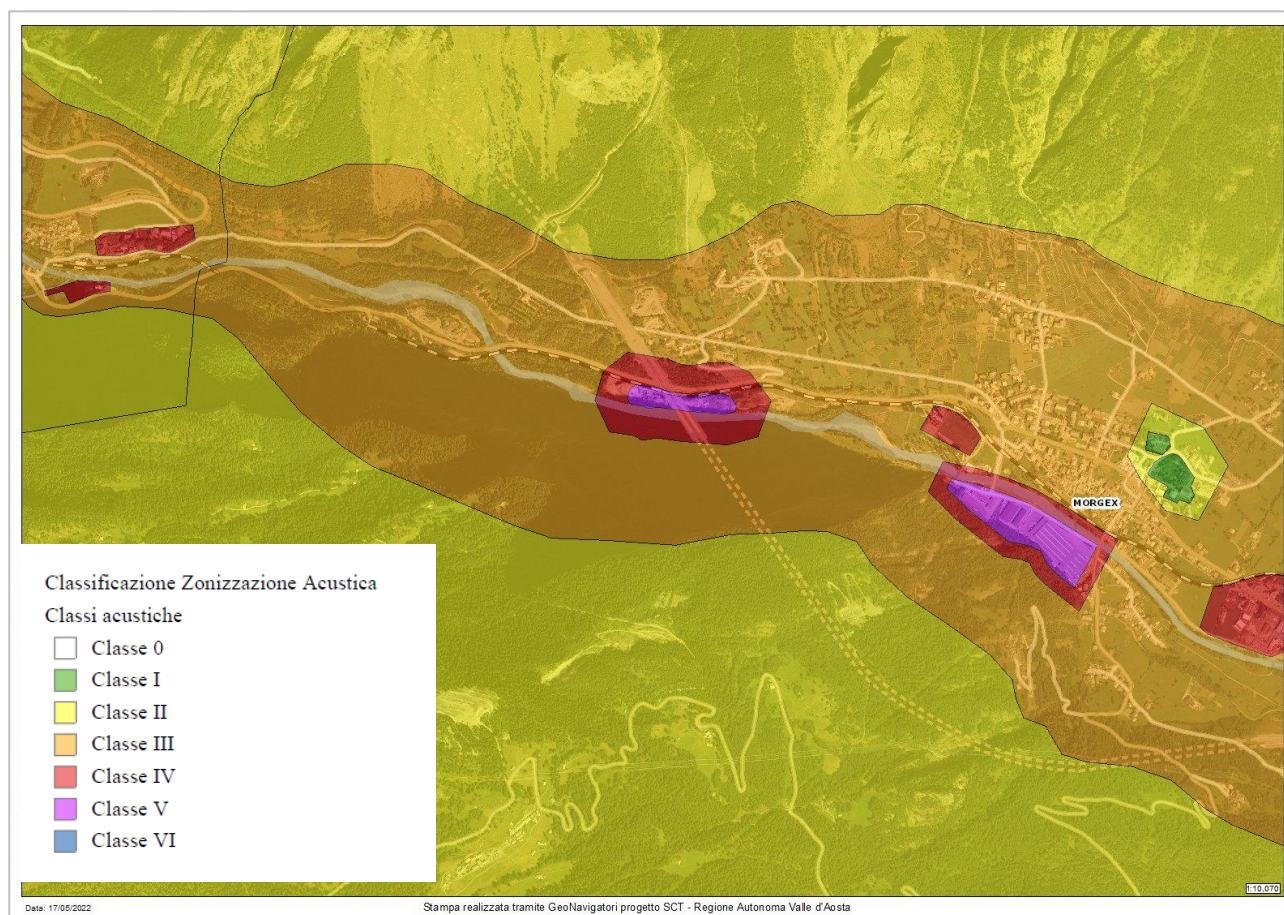 MORGEX
Classificazione Zonizzazione Acustica
Classi acustiche
Classe 0
Classe I
Classe II
Classe III
Classe IV
Classe V
Classe VI
1:10,070
Data: 17/05/2022
Stampa realizzata tramite GeoNavigatori progetto SCT - Regione Autonoma Valle d'Aosta